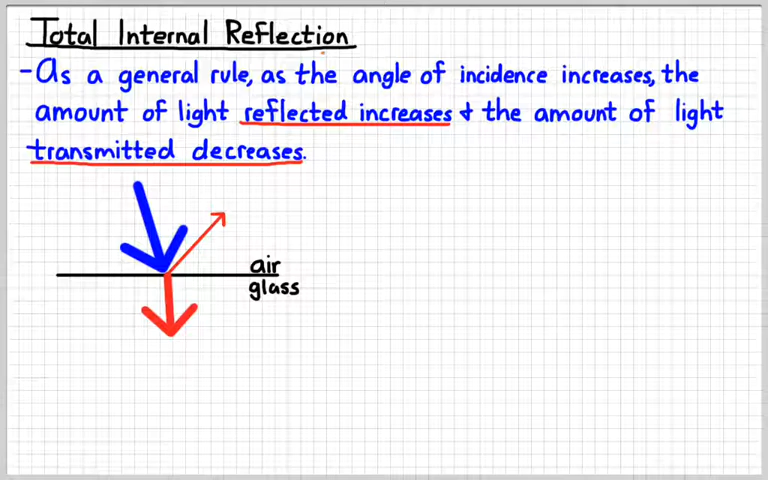 Total Internal Reflection
- As a general rule, as the angle of incidence increases, the
amount of light reflected increases & the amount of light
transmitted decreases.
air
glass